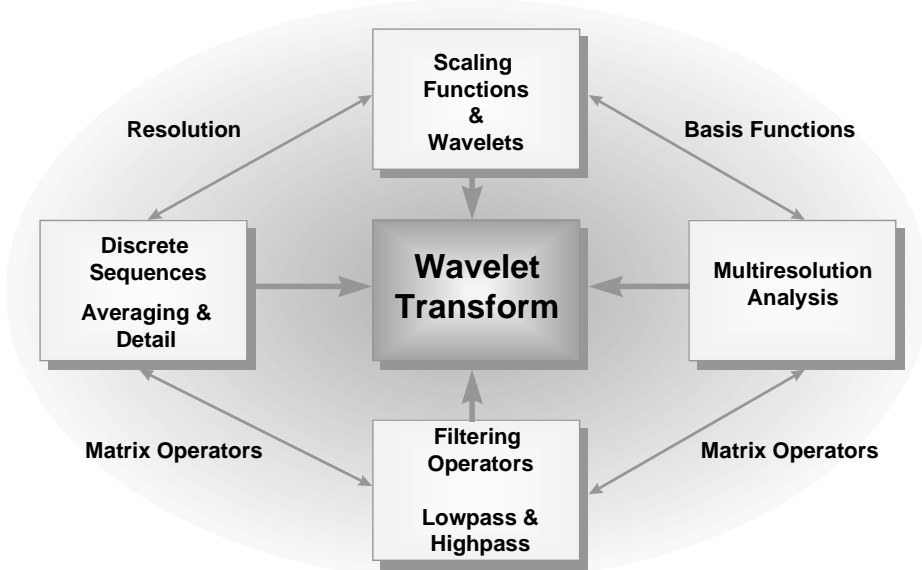 Scaling
Functions
&
Wavelets
Resolution
Basis Functions
Discrete
Sequences
Averaging &
Detail
Wavelet
Transform
Multiresolution
Analysis
Matrix Operators
Filtering
Operators
Lowpass &
Highpass
Matrix Operators